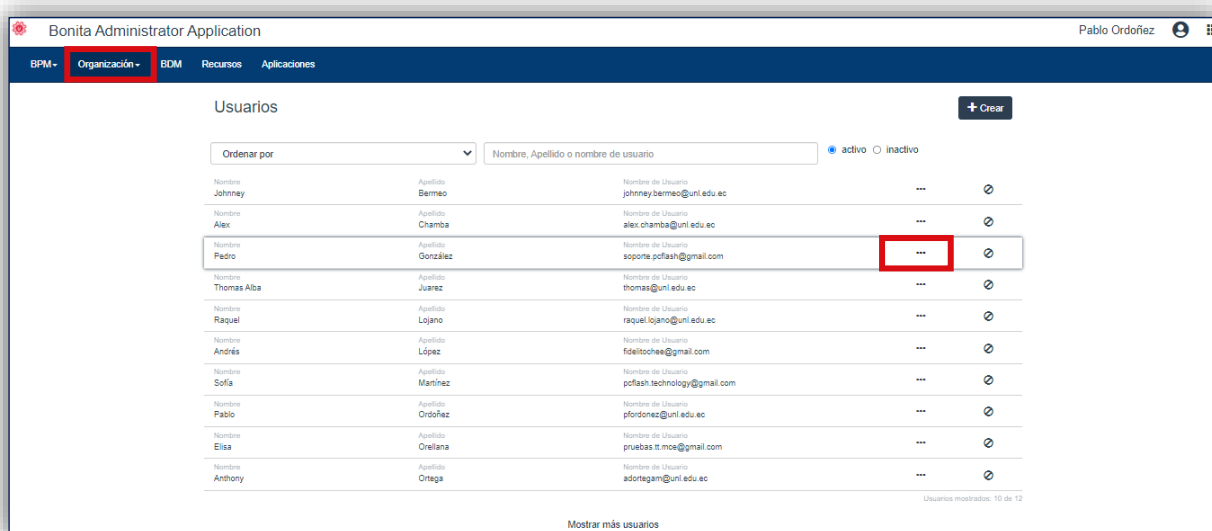 Bonita Administrator Application Pablo Ordoñez
BPM Organización BDM Recursos Aplicaciones
Usuarios + Crear
Ordenar por Nombre, Apellido o nombre de usuario activo inactivo
Nombre Apellido Nombre de Usuario
Johnney Bermeo johnney.bermeo@unl.edu.ec ...
Nombre Apellido Nombre de Usuario
Alex Chamba alex.chamba@unl.edu.ec ...
Nombre Apellido Nombre de Usuario
Pedro González soporte.pcflash@gmail.com ...
Nombre Apellido Nombre de Usuario
Thomas Alba Juarez thomas@unl.edu.ec ...
Nombre Apellido Nombre de Usuario
Raquel Lojano raquel.lojano@unl.edu.ec ...
Nombre Apellido Nombre de Usuario
Andrés López fidelitochee@gmail.com ...
Nombre Apellido Nombre de Usuario
Sofía Martínez pcflash.technology@gmail.com ...
Nombre Apellido Nombre de Usuario
Pablo Ordoñez pfordonez@unl.edu.ec ...
Nombre Apellido Nombre de Usuario
Elisa Orellana pruebas.tt.mce@gmail.com ...
Nombre Apellido Nombre de Usuario
Anthony Ortega adortegam@unl.edu.ec ...
Usuarios mostrados: 10 de 12
Mostrar más usuarios